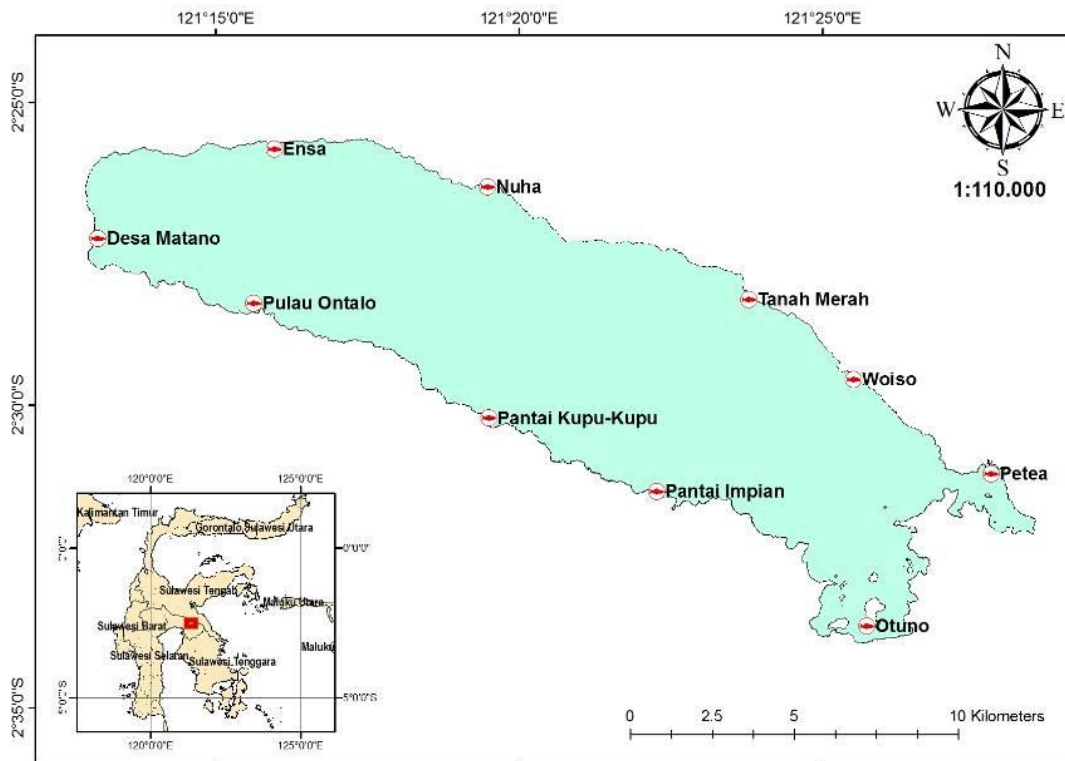 121°15'0"E 121°20'0"E 121°25'0"E
2°25'0"S
N
W E
S
1:110.000
Ensa
Nuha
Desa Matano
Pulau Ontalo
Tanah Merah
Woiso
2°30'0"S
Pantai Kupu-Kupu
Petea
Pantai Impian
Otuno
2°35'0"S
0 2.5 5 10 Kilometers
120°0'0"E 125°0'0"E
Kalimantan Timur
Gorontalo Sulawesi Utara
0°0'0"
Sulawesi Tengah
Maluku Utara
Sulawesi Barat
Maluku
Sulawesi Selatan
Sulawesi Tenggara
5°0'0"S
120°0'0"E 125°0'0"E